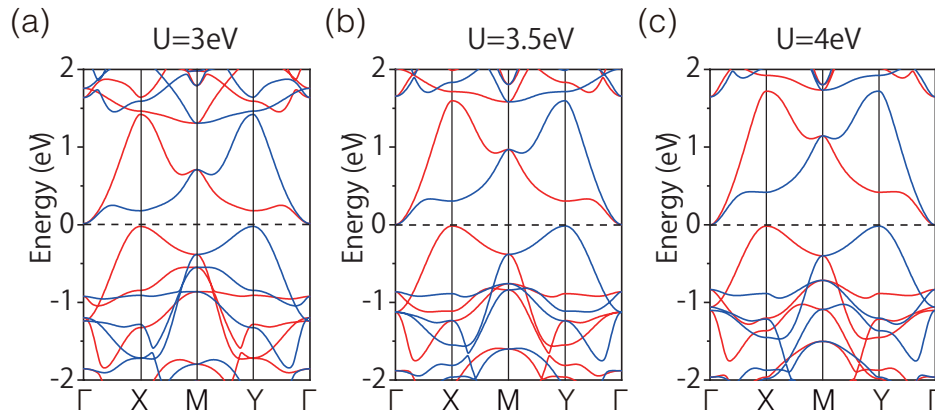 (a) U=3eV
(b) U=3.5eV
(c) U=4eV
Energy (eV)
2
1
0
-1
-2
Γ X M Y Γ
Energy (eV)
2
1
0
-1
-2
Γ X M Y Γ
Energy (eV)
2
1
0
-1
-2
Γ X M Y Γ